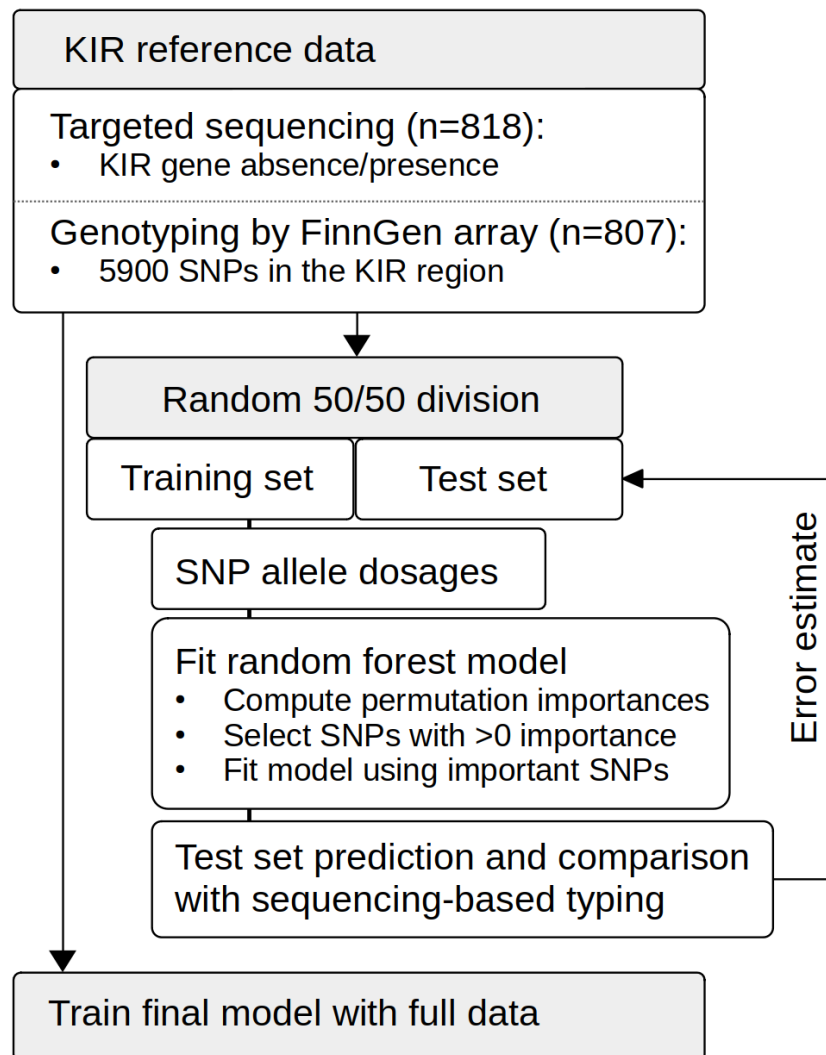 KIR reference data
Targeted sequencing (n=818):
• KIR gene absence/presence
Genotyping by FinnGen array (n=807):
• 5900 SNPs in the KIR region
Random 50/50 division
Training set
Test set
SNP allele dosages
Fit random forest model
• Compute permutation importances
• Select SNPs with >0 importance
• Fit model using important SNPs
Test set prediction and comparison
with sequencing-based typing
Error estimate
Train final model with full data